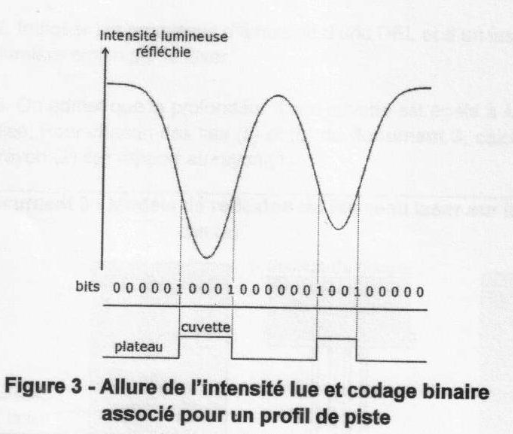 Intensité lumineuse
réfléchie
bits 0 0 0 0 0 1 0 0 0 1 0 0 0 0 0 0 1 0 0 1 0 0 0 0 0
cuvette
plateau
Figure 3 - Allure de l'intensité lue et codage binaire
associé pour un profil de piste